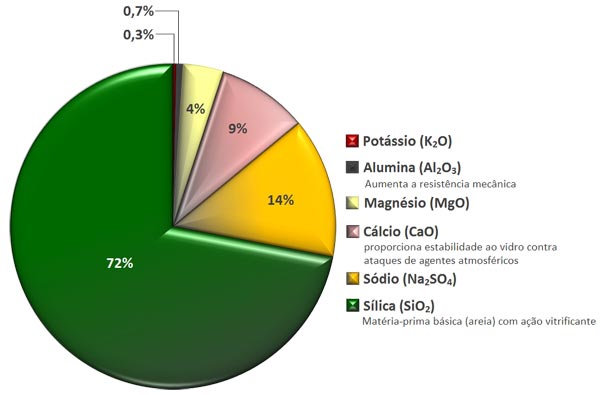 0,7%
0,3%
4%
9%
14%
72%
Potássio (K₂O)
Alumina (Al₂O₃)
Aumenta a resistência mecânica
Magnésio (MgO)
Cálcio (CaO)
proporciona estabilidade ao vidro contra
ataques de agentes atmosféricos
Sódio (Na₂SO₄)
Sílica (SiO₂)
Matéria-prima básica (areia) com ação vitrificante